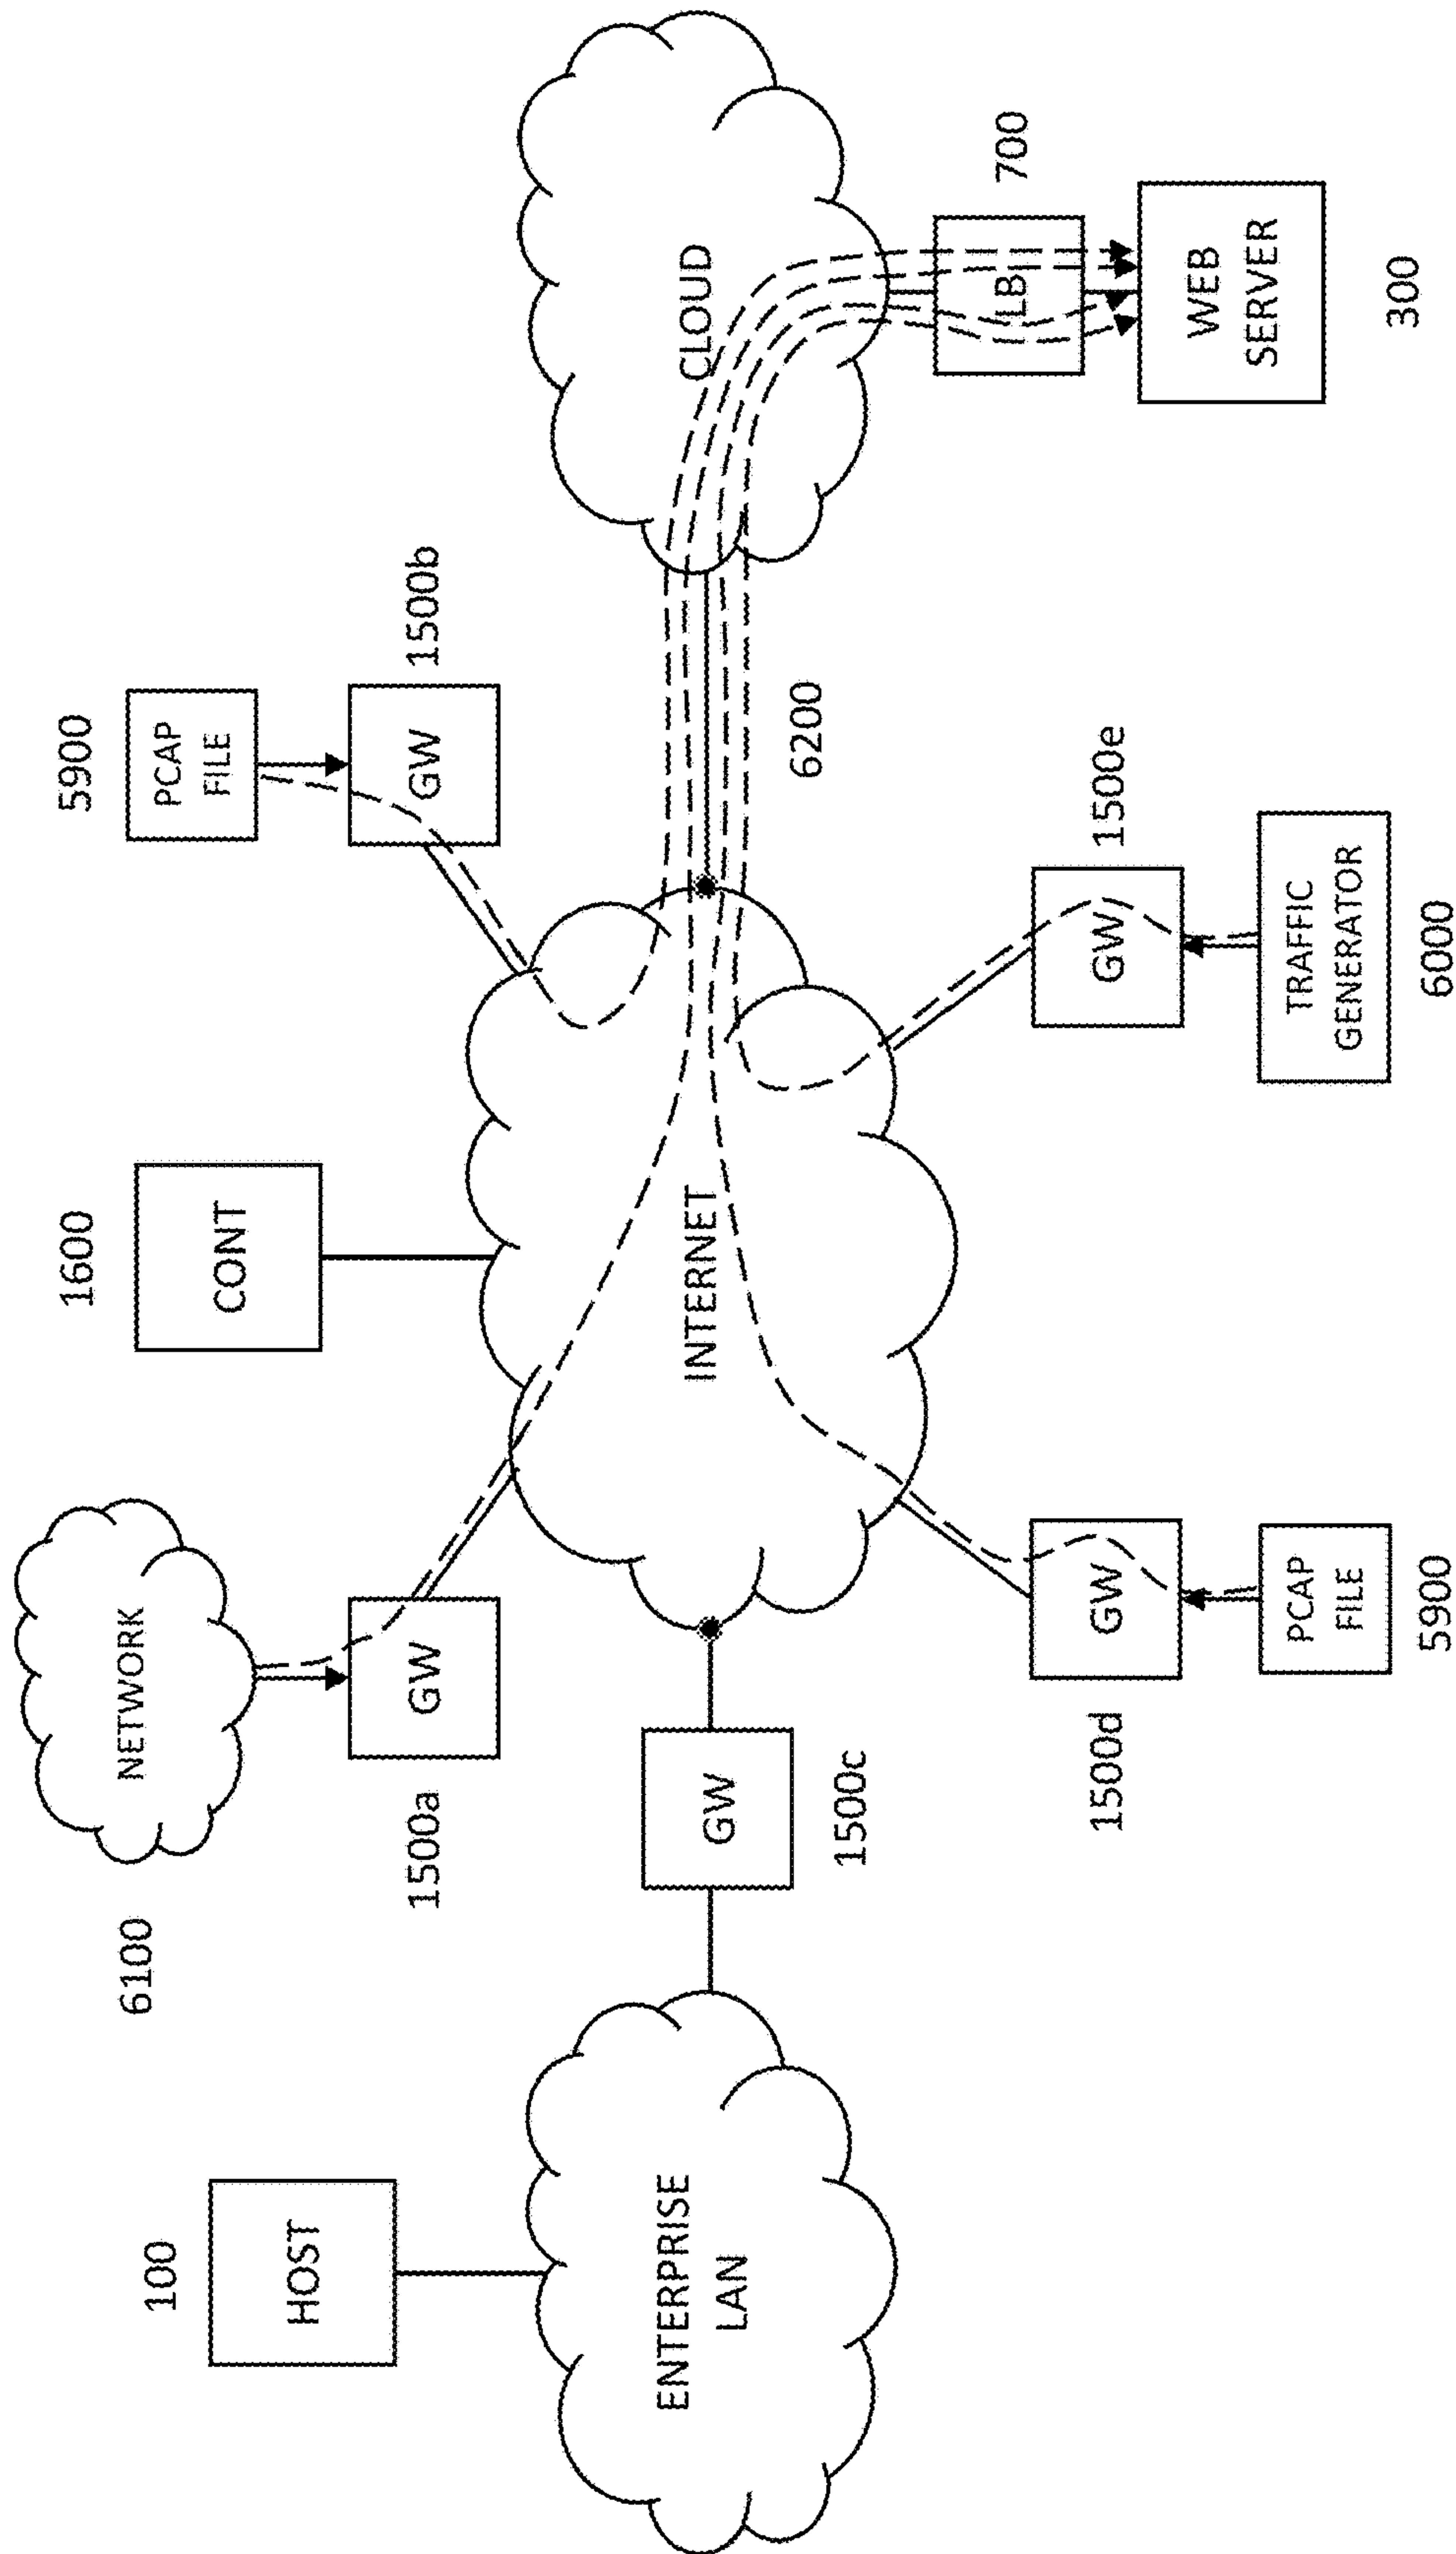 6100
NETWORK
1600
CONT
5900
PCAP
FILE
100
HOST
1500a
GW
GW
1500b
ENTERPRISE
LAN
GW
1500c
INTERNET
6200
CLOUD
LB
700
1500d
GW
GW
1500e
WEB
SERVER
300
PCAP
FILE
5900
TRAFFIC
GENERATOR
6000